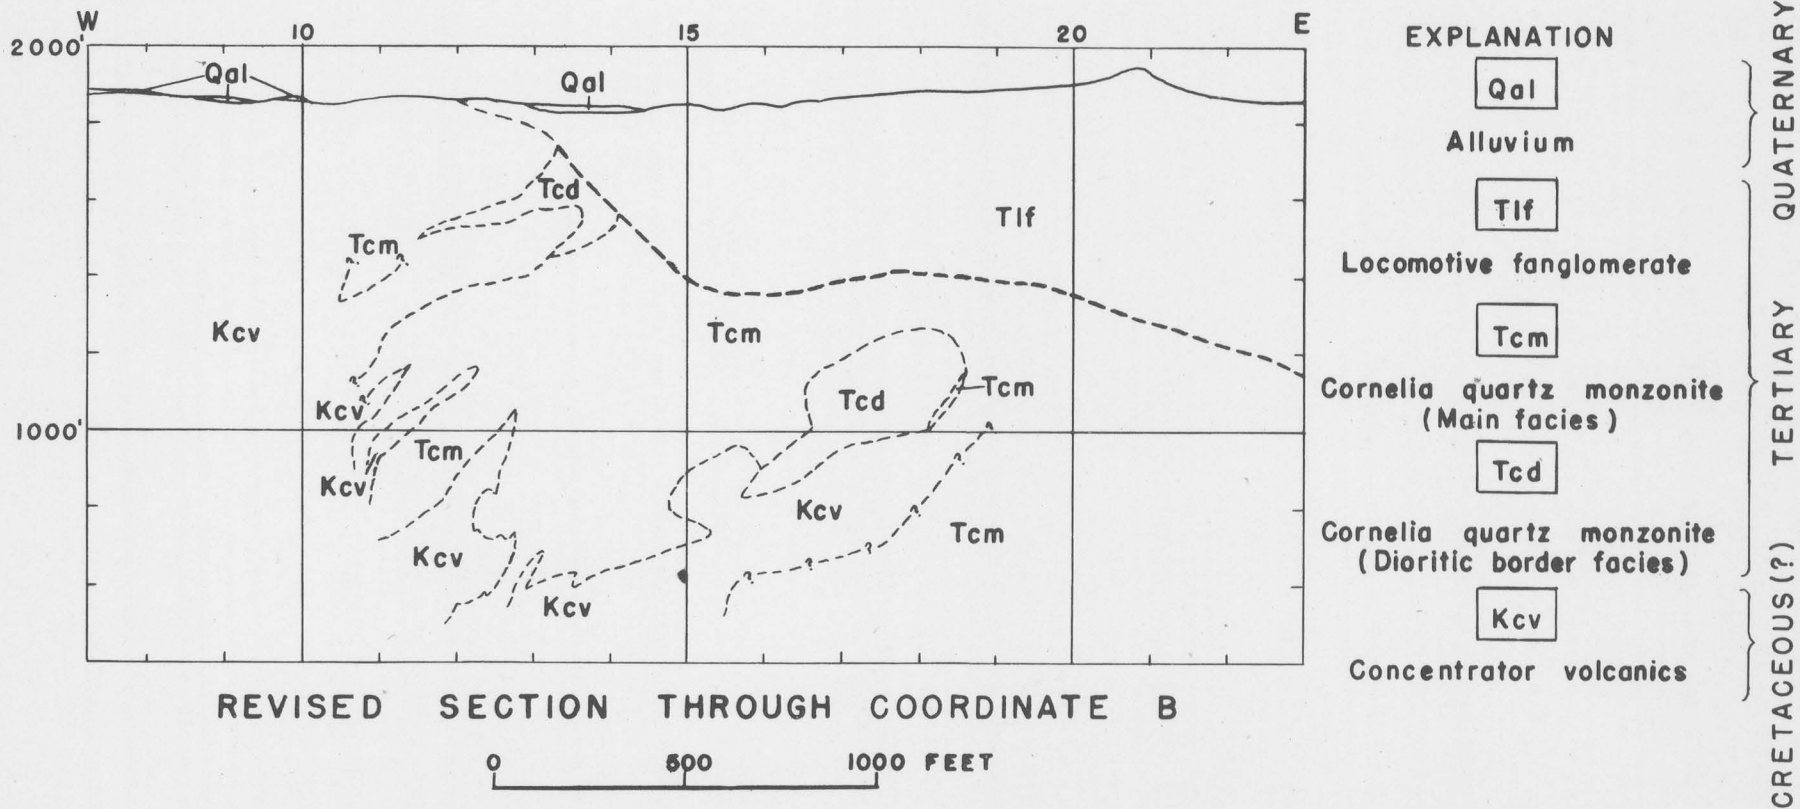 W 10 15 20 E
2000'
Qal
Qal
Tcd
Tlf
Tcm
Kcv
Tcm
Tcd
Tcm
Kcv
1000'
Tcm
Kcv
Kcv
Tcm
Kcv
Kcv
REVISED SECTION THROUGH COORDINATE B
0 500 1000 FEET
EXPLANATION
Qal
Alluvium
QUATERNARY
Tlf
Locomotive fanglomerate
Tcm
Cornelia quartz monzonite
(Main facies)
Tcd
Cornelia quartz monzonite
(Dioritic border facies)
TERTIARY
Kcv
Concentrator volcanics
CRETACEOUS(?)